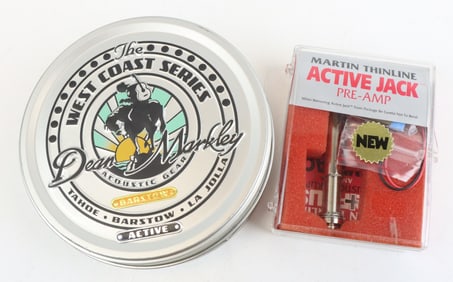 The
WEST COAST SERIES
Dean Markley
ACOUSTIC GEAR
BARSTOW
TAHOE • BARSTOW • LA JOLLA
ACTIVE
MARTIN THINLINE
ACTIVE JACK
PRE-AMP
NEW